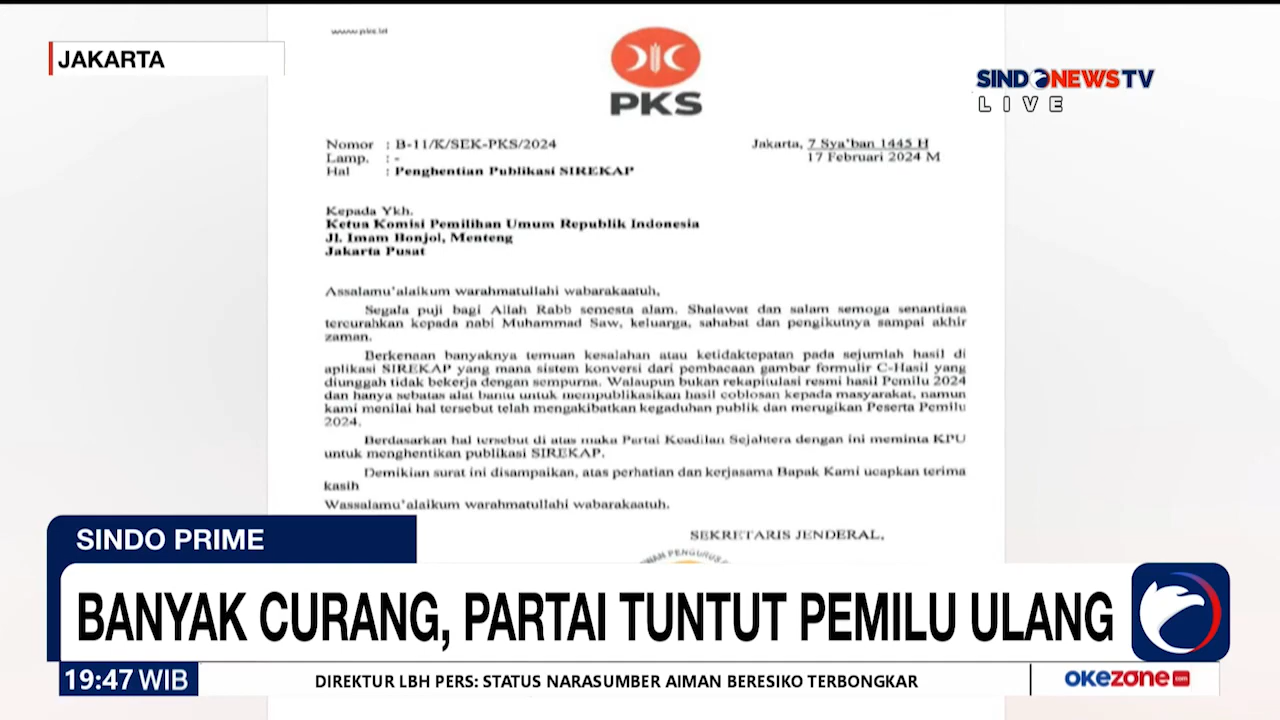 www.pks.id
JAKARTA
PKS
SINDONEWSTV
LIVE
Nomor : B-11/K/SEK-PKS/2024
Lamp. : -
Hal : Penghentian Publikasi SIREKAP
Jakarta, 7 Sya'ban 1445 H
17 Februari 2024 M
Kepada Ykh.
Ketua Komisi Pemilihan Umum Republik Indonesia
Jl. Imam Bonjol, Menteng
Jakarta Pusat
Assalamu'alaikum warahmatullahi wabarakaatuh,
Segala puji bagi Allah Rabb semesta alam. Shalawat dan salam semoga senantiasa
tercurahkan kepada nabi Muhammad Saw, keluarga, sahabat dan pengikutnya sampai akhir
zaman.
Berkenaan banyaknya temuan kesalahan atau ketidaktepatan pada sejumlah hasil di
aplikasi SIREKAP yang mana sistem konversi dari pembacaan gambar formulir C-Hasil yang
diunggah tidak bekerja dengan sempurna. Walaupun bukan rekapitulasi resmi hasil Pemilu 2024
dan hanya sebatas alat bantu untuk mempublikasikan hasil coblosan kepada masyarakat, namun
kami menilai hal tersebut telah mengakibatkan kegaduhan publik dan merugikan Peserta Pemilu
2024.
Berdasarkan hal tersebut di atas maka Partai Keadilan Sejahtera dengan ini meminta KPU
untuk menghentikan publikasi SIREKAP.
Demikian surat ini disampaikan, atas perhatian dan kerjasama Bapak Kami ucapkan terima
kasih
Wassalamu'alaikum warahmatullahi wabarakaatuh.
SEKRETARIS JENDERAL,
PENGURUS
SINDO PRIME
BANYAK CURANG, PARTAI TUNTUT PEMILU ULANG
19:47 WIB
DIREKTUR LBH PERS: STATUS NARASUMBER AIMAN BERESIKO TERBONGKAR
okezone.com